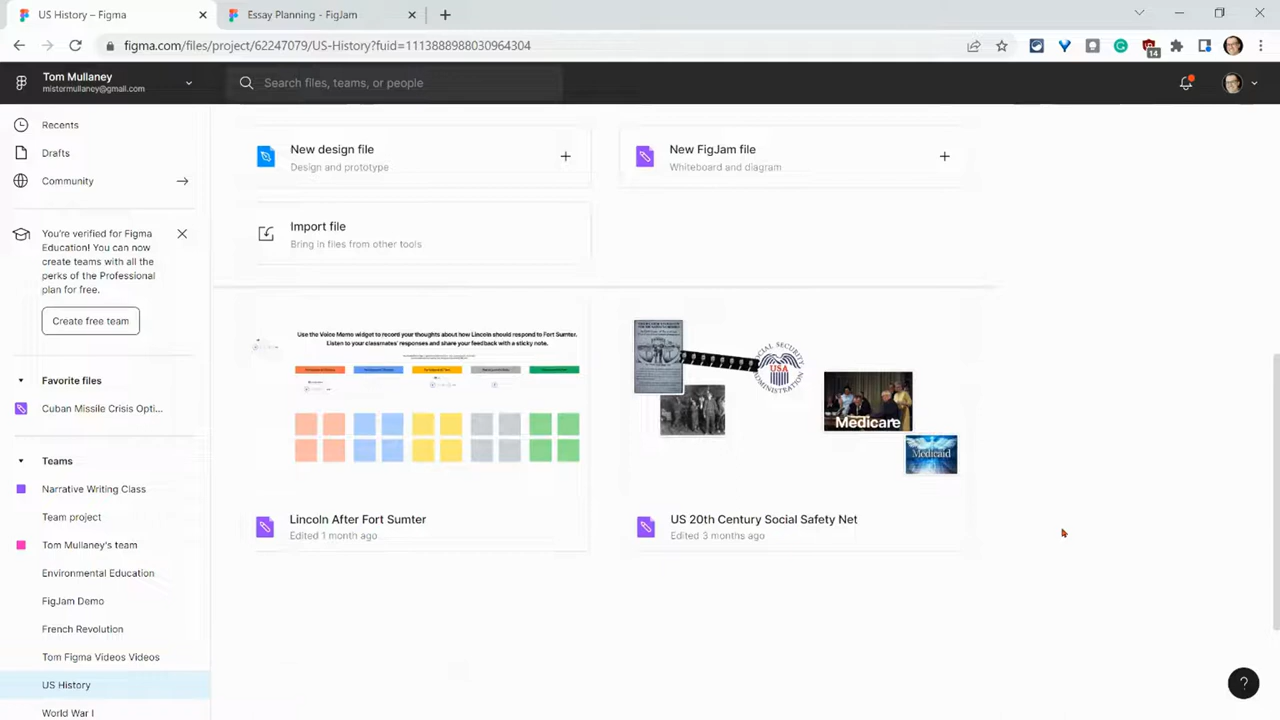 US History – Figma
Essay Planning - FigJam
figma.com/files/project/62247079/US-History?fuid=1113888988030964304
14
Tom Mullaney
mistermullaney@gmail.com
Search files, teams, or people
Recents
Drafts
Community
You're verified for Figma
Education! You can now
create teams with all the
perks of the Professional
plan for free.
Create free team
Favorite files
Cuban Missile Crisis Opti...
Teams
Narrative Writing Class
Team project
Tom Mullaney's team
Environmental Education
FigJam Demo
French Revolution
Tom Figma Videos Videos
US History
World War I
New design file
Design and prototype
New FigJam file
Whiteboard and diagram
Import file
Bring in files from other tools
Use the Voice Memo widget to record your thoughts about how Lincoln should respond to Fort Sumter.
Listen to your classmates' responses and share your feedback with a sticky note.
SOCIAL SECURITY
USA
ADMINISTRATION
Medicare
Medicaid
Lincoln After Fort Sumter
Edited 1 month ago
US 20th Century Social Safety Net
Edited 3 months ago
?